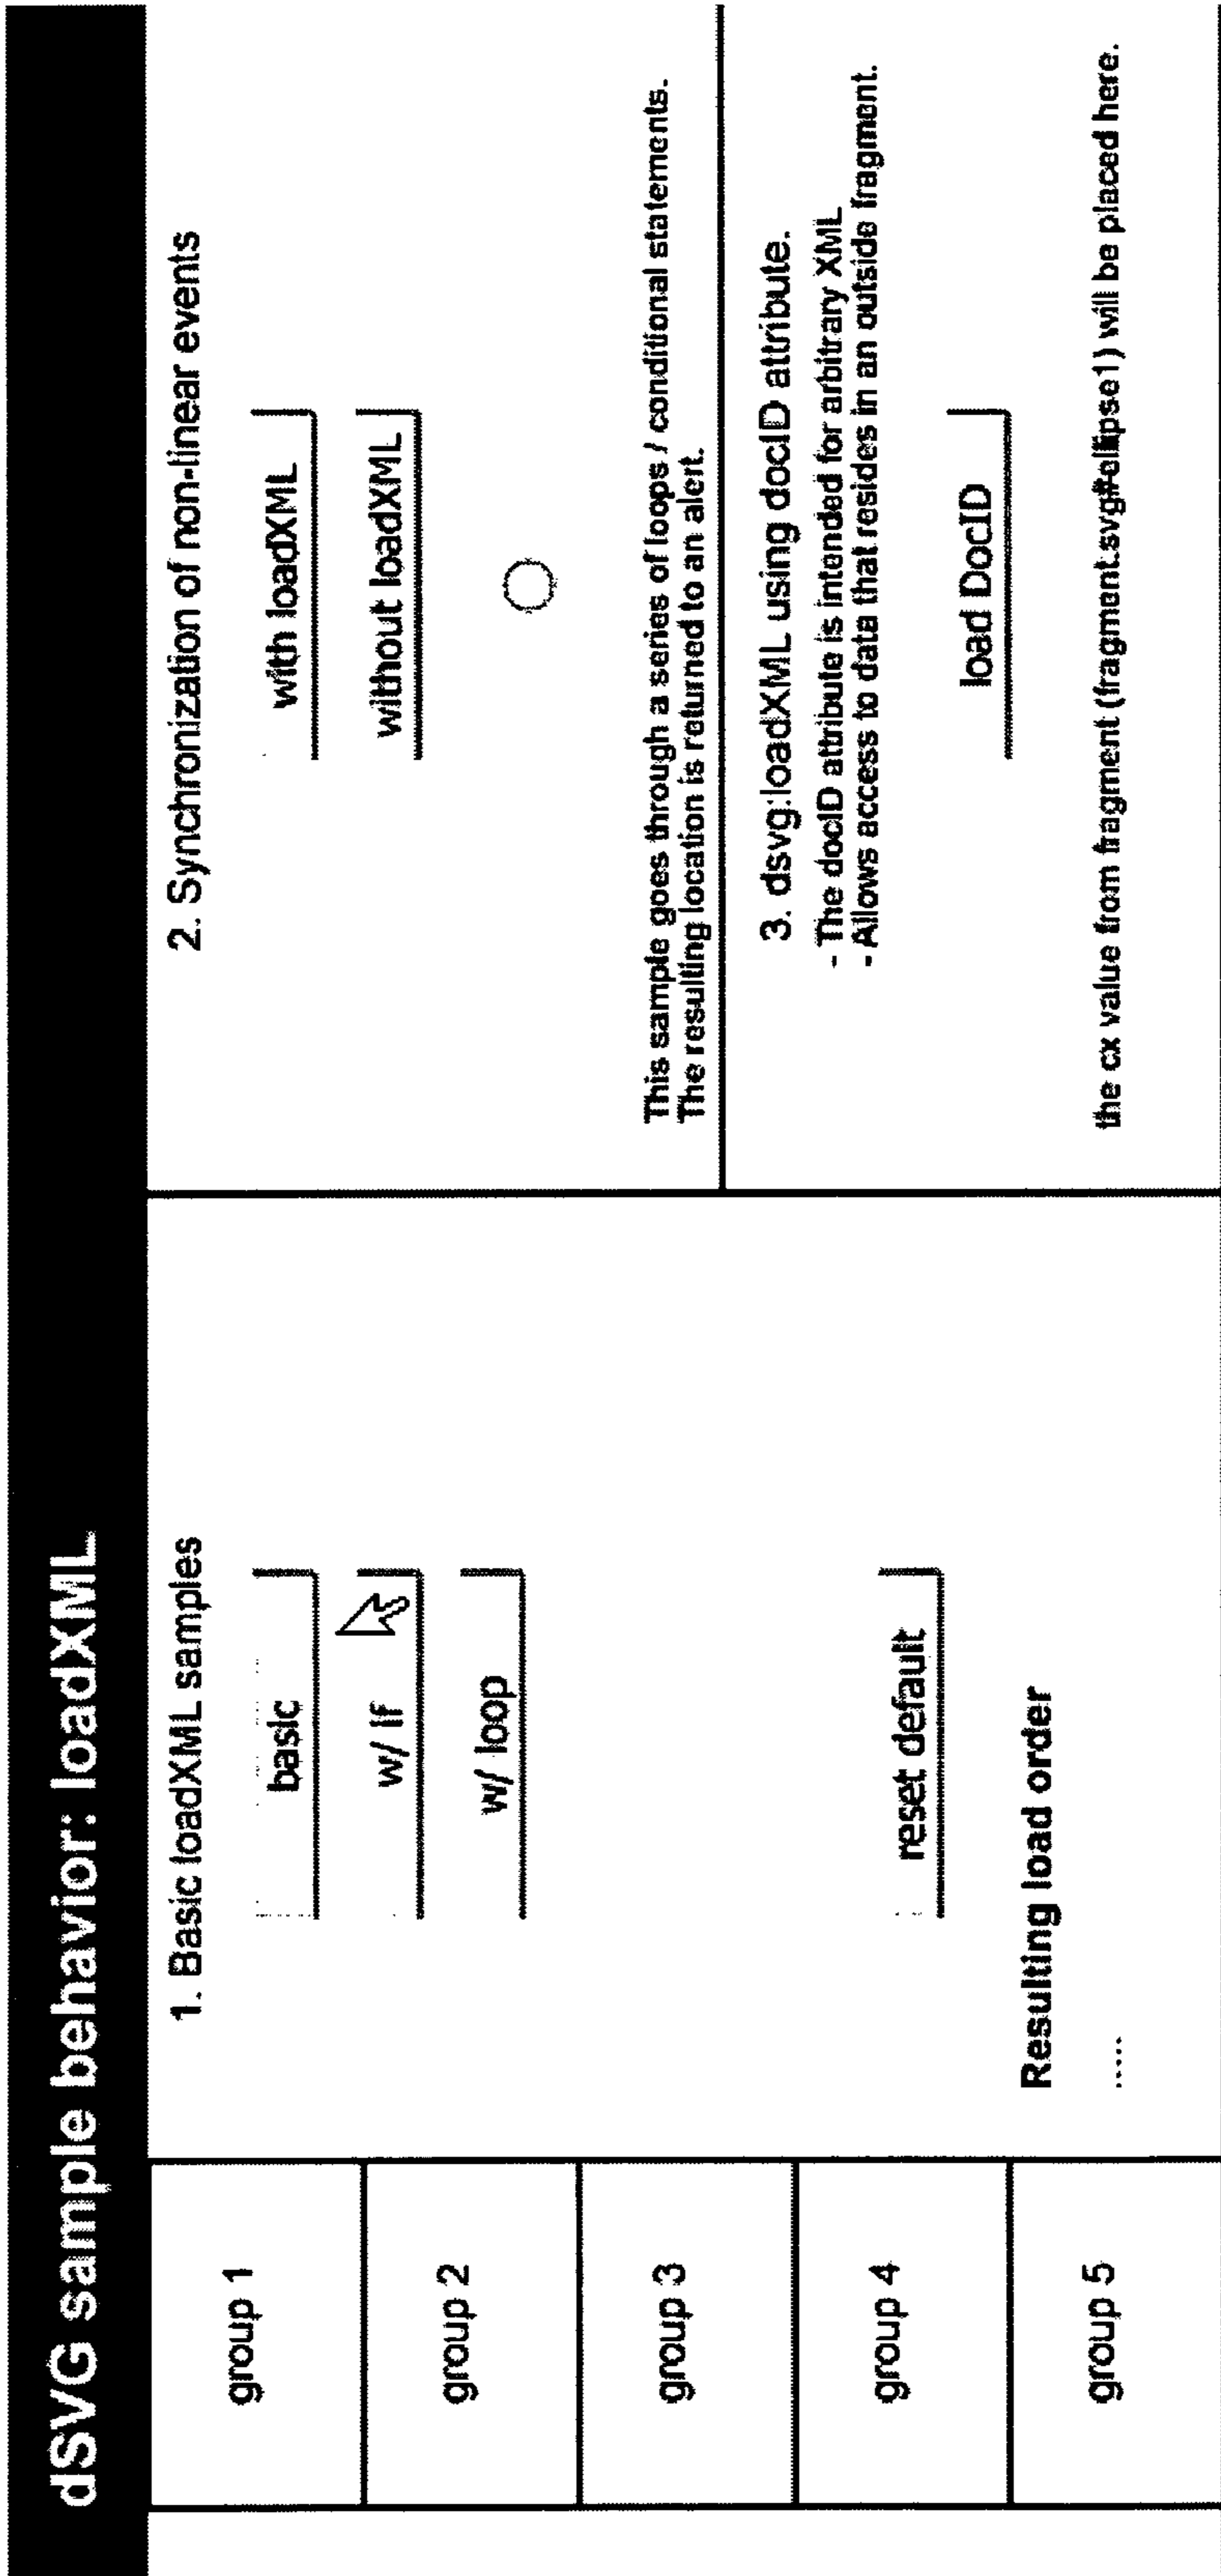 dSVG sample behavior: loadXML
group 1
group 2
group 3
group 4
group 5
1. Basic loadXML samples
basic
w/ if
w/ loop
reset default
Resulting load order
.....
2. Synchronization of non-linear events
with loadXML
without loadXML
This sample goes through a series of loops / conditional statements.
The resulting location is returned to an alert.
3. dsvg:loadXML using docID attribute.
- The docID attribute is intended for arbitrary XML
- Allows access to data that resides in an outside fragment.
load DocID
the cx value from fragment (fragment.svg#ellipse1) will be placed here.